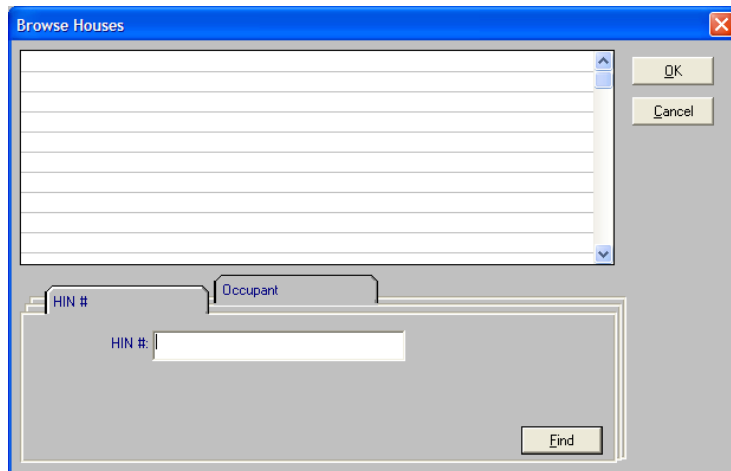 Browse Houses
OK
Cancel
HIN #
Occupant
HIN #:
Find